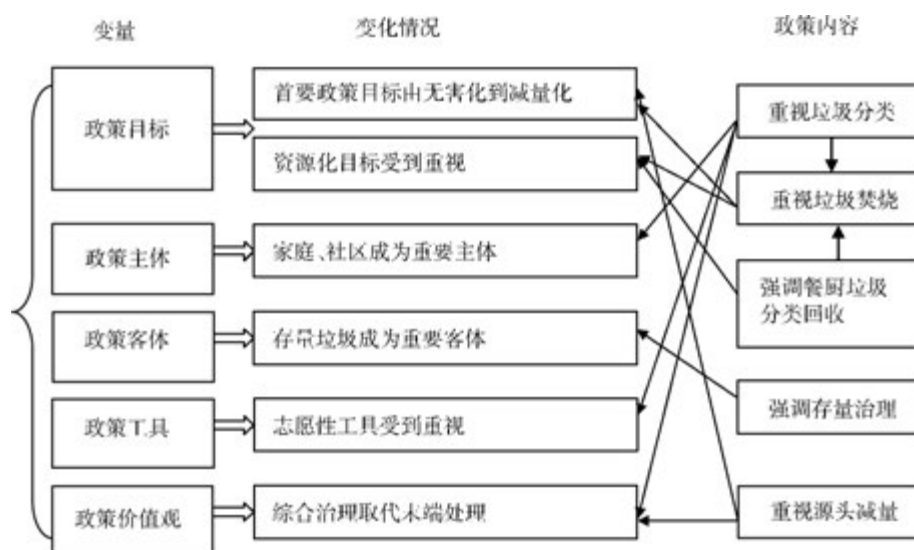 变量
变化情况
政策内容
政策目标
首要政策目标由无害化到减量化
资源化目标受到重视
重视垃圾分类
重视垃圾焚烧
政策主体
家庭、社区成为重要主体
强调餐厨垃圾
分类回收
政策客体
存量垃圾成为重要客体
强调存量治理
政策工具
志愿性工具受到重视
政策价值观
综合治理取代末端处理
重视源头减量